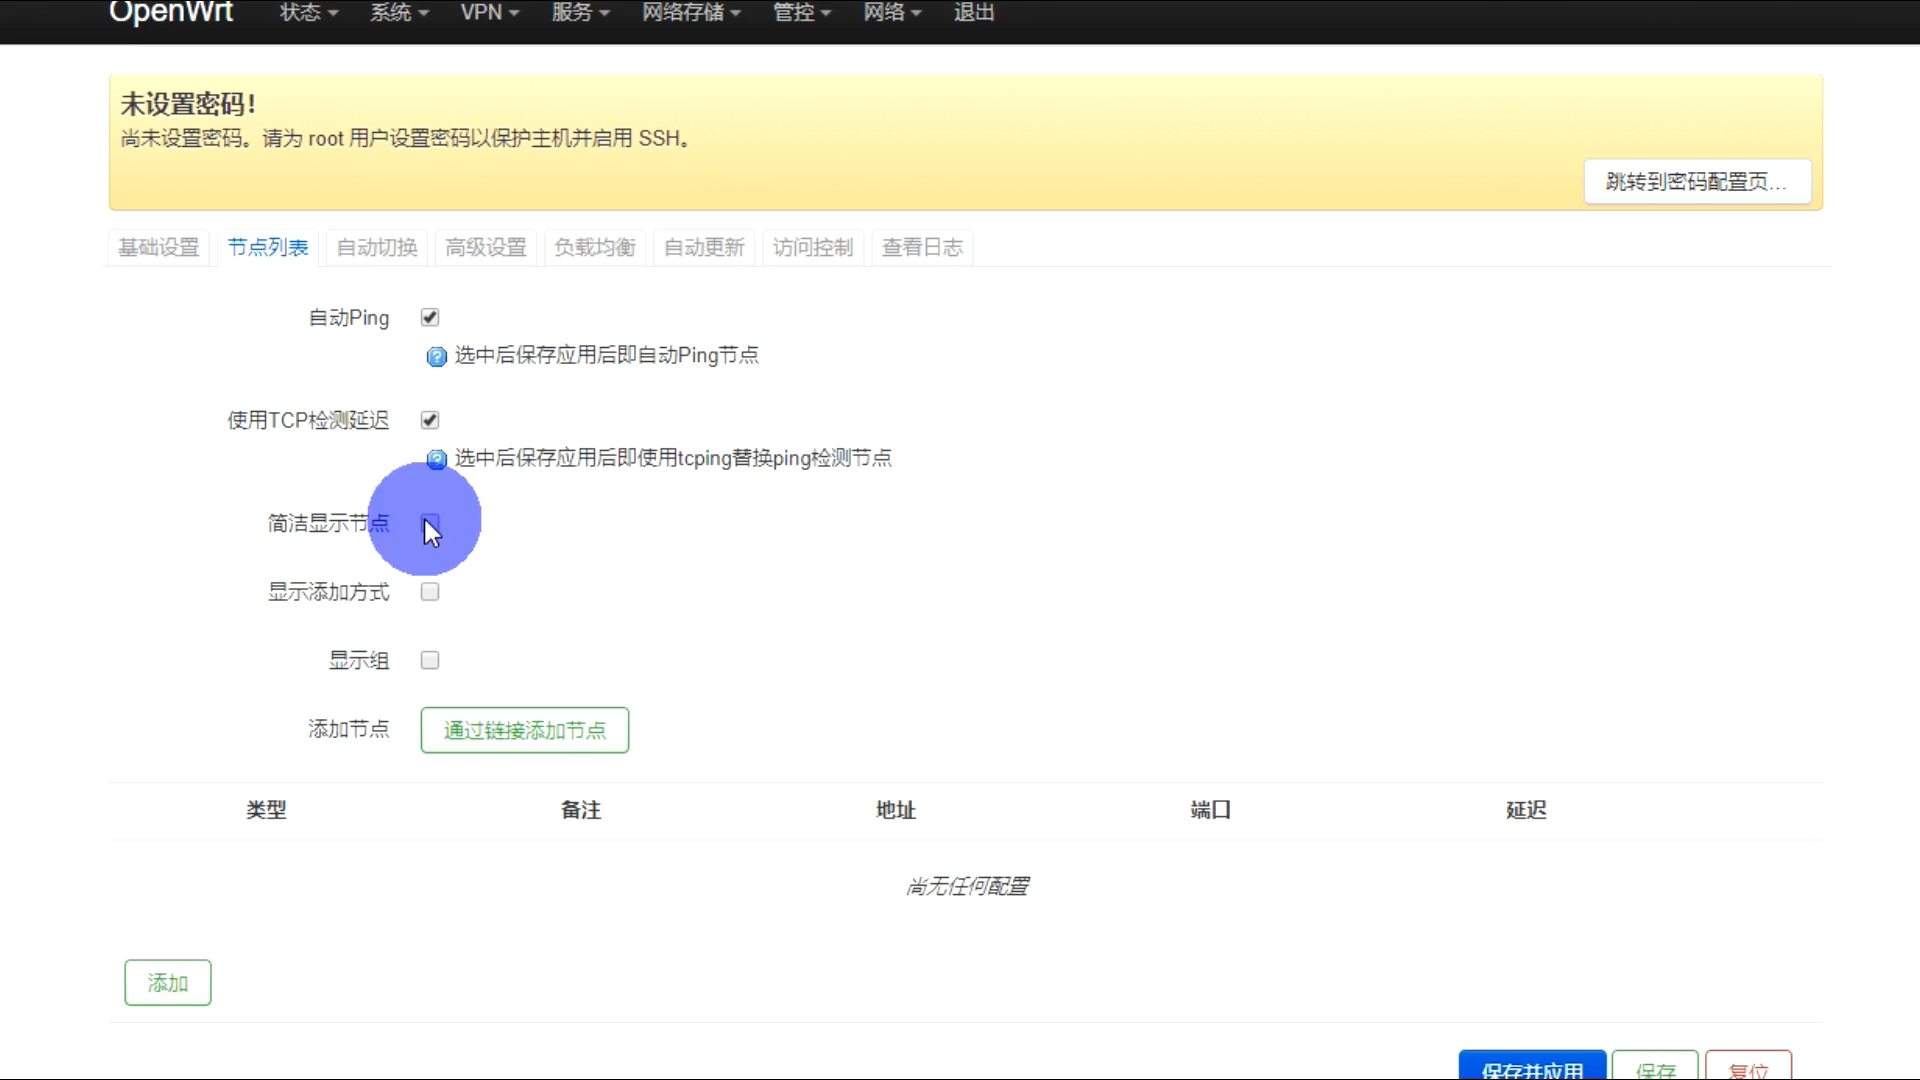 OpenWrt 状态 系统 VPN 服务 网络存储 管控 网络 退出
未设置密码!
尚未设置密码。请为 root 用户设置密码以保护主机并启用 SSH。
跳转到密码配置页...
基础设置 节点列表 自动切换 高级设置 负载均衡 自动更新 访问控制 查看日志
自动Ping
选中后保存应用后即自动Ping节点
使用TCP检测延迟
选中后保存应用后即使用tcping替换ping检测节点
简洁显示节点
显示添加方式
显示组
添加节点 通过链接添加节点
类型 备注 地址 端口 延迟
尚无任何配置
添加
保存并应用 保存 复位